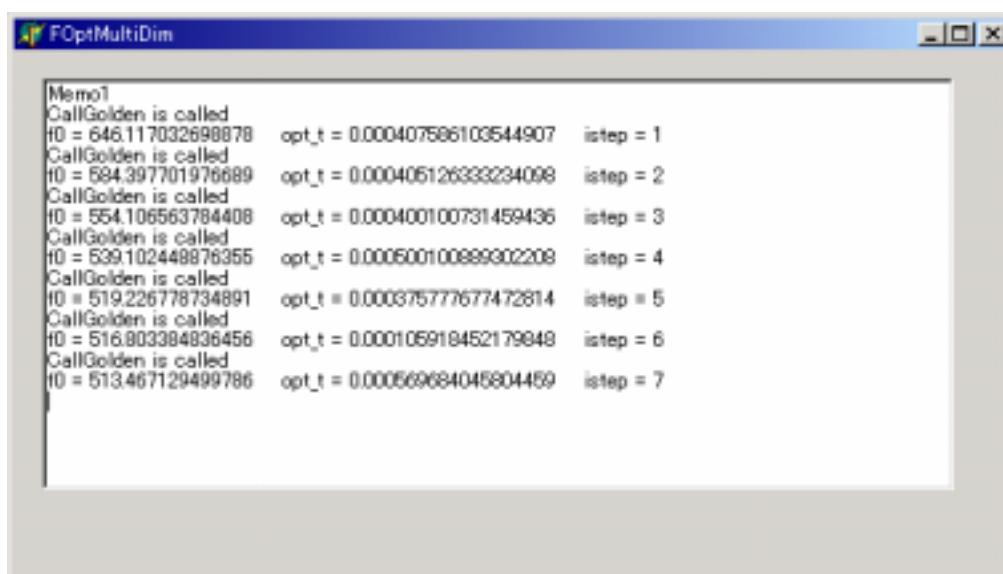 FOptMultiDim
Memo1
CallGolden is called
f0 = 646.117032698878 opt_t = 0.000407586103544907 istep = 1
CallGolden is called
f0 = 584.397701976689 opt_t = 0.000405126333234098 istep = 2
CallGolden is called
f0 = 554.106563784408 opt_t = 0.000400100731459436 istep = 3
CallGolden is called
f0 = 539.102448876355 opt_t = 0.000500100889302208 istep = 4
CallGolden is called
f0 = 519.226778734891 opt_t = 0.000375777677472814 istep = 5
CallGolden is called
f0 = 516.803384836456 opt_t = 0.000105918452179848 istep = 6
CallGolden is called
f0 = 513.467129499786 opt_t = 0.000569684045804459 istep = 7